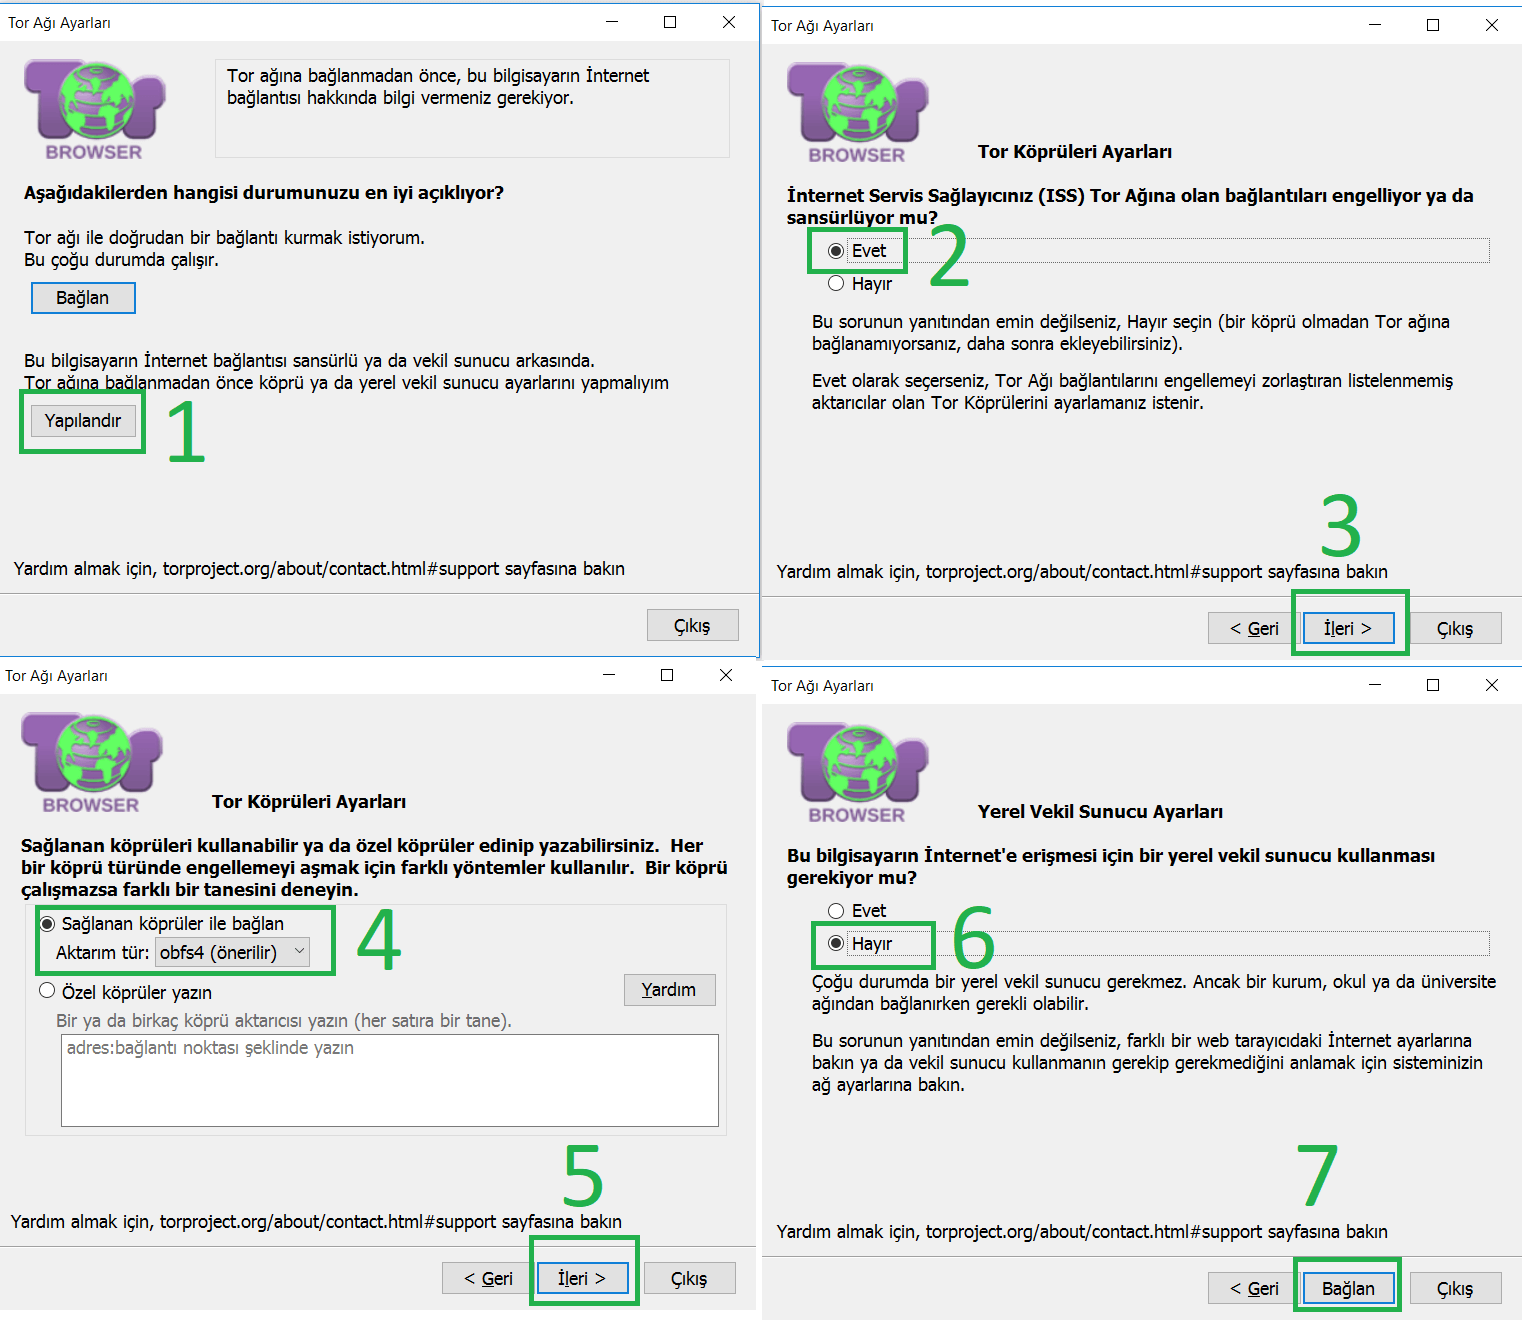 Tor Ağı Ayarları
Tor
BROWSER
Tor ağına bağlanmadan önce, bu bilgisayarın İnternet
bağlantısı hakkında bilgi vermeniz gerekiyor.
Aşağıdakilerden hangisi durumunuzu en iyi açıklıyor?
Tor ağı ile doğrudan bir bağlantı kurmak istiyorum.
Bu çoğu durumda çalışır.
Bağlan
Bu bilgisayarın İnternet bağlantısı sansürlü ya da vekil sunucu arkasında.
Tor ağına bağlanmadan önce köprü ya da yerel vekil sunucu ayarlarını yapmalıyım
Yapılandır
1
Yardım almak için, torproject.org/about/contact.html#support sayfasına bakın
Çıkış
Tor Ağı Ayarları
Tor
BROWSER
Tor Köprüleri Ayarları
İnternet Servis Sağlayıcınız (ISS) Tor Ağına olan bağlantıları engelliyor ya da
sansürlüyor mu?
Evet
2
Hayır
Bu sorunun yanıtından emin değilseniz, Hayır seçin (bir köprü olmadan Tor ağına
bağlanamıyorsanız, daha sonra ekleyebilirsiniz).
Evet olarak seçerseniz, Tor Ağı bağlantılarını engellemeyi zorlaştıran listelenmemiş
aktarıcılar olan Tor Köprülerini ayarlamanız istenir.
3
Yardım almak için, torproject.org/about/contact.html#support sayfasına bakın
< Geri
İleri >
Çıkış
Tor Ağı Ayarları
Tor
BROWSER
Tor Köprüleri Ayarları
Sağlanan köprüleri kullanabilir ya da özel köprüler edinip yazabilirsiniz. Her
bir köprü türünde engellemeyi aşmak için farklı yöntemler kullanılır. Bir köprü
çalışmazsa farklı bir tanesini deneyin.
Sağlanan köprüler ile bağlan
Aktarım tür: obfs4 (önerilir)
4
Özel köprüler yazın
Yardım
Bir ya da birkaç köprü aktarıcısı yazın (her satıra bir tane).
adres:bağlantı noktası şeklinde yazın
5
Yardım almak için, torproject.org/about/contact.html#support sayfasına bakın
< Geri
İleri >
Çıkış
Tor Ağı Ayarları
Tor
BROWSER
Yerel Vekil Sunucu Ayarları
Bu bilgisayarın İnternet'e erişmesi için bir yerel vekil sunucu kullanması
gerekiyor mu?
Evet
Hayır
6
Çoğu durumda bir yerel vekil sunucu gerekmez. Ancak bir kurum, okul ya da üniversite
ağından bağlanırken gerekli olabilir.
Bu sorunun yanıtından emin değilseniz, farklı bir web tarayıcıdaki İnternet ayarlarına
bakın ya da vekil sunucu kullanmanın gerekip gerekmediğini anlamak için sisteminizin
ağ ayarlarına bakın.
7
Yardım almak için, torproject.org/about/contact.html#support sayfasına bakın
< Geri
Bağlan
Çıkış